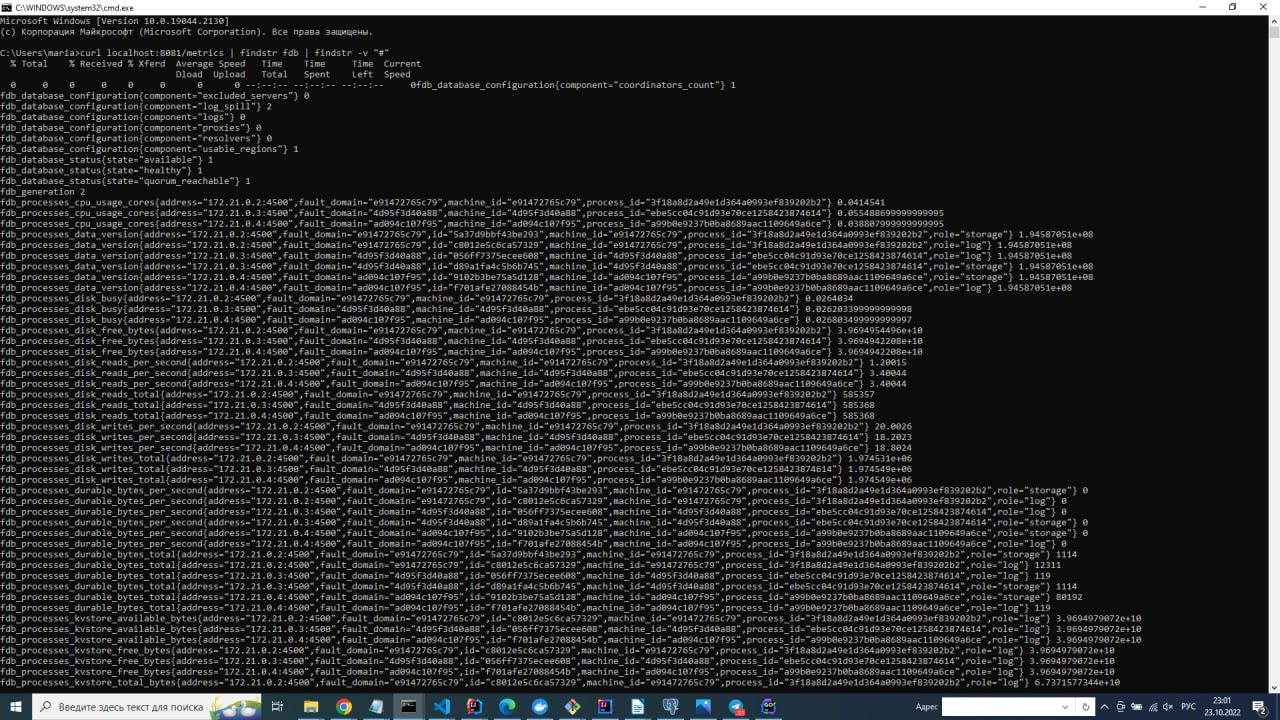 C:\WINDOWS\system32\cmd.exe
Microsoft Windows [Version 10.0.19044.2130]
(c) Корпорация Майкрософт (Microsoft Corporation). Все права защищены.
C:\Users\maria>curl localhost:8081/metrics | findstr fdb | findstr -v "#"
% Total % Received % Xferd Average Speed Time Time Time Current
Dload Upload Total Spent Left Speed
0 0 0 0 0 0 0 0 --:--:-- --:--:-- --:--:-- 0fdb_database_configuration{component="coordinators_count"} 1
fdb_database_configuration{component="excluded_servers"} 0
fdb_database_configuration{component="log_spill"} 2
fdb_database_configuration{component="logs"} 0
fdb_database_configuration{component="proxies"} 0
fdb_database_configuration{component="resolvers"} 0
fdb_database_configuration{component="usable_regions"} 1
fdb_database_status{state="available"} 1
fdb_database_status{state="healthy"} 1
fdb_database_status{state="quorum_reachable"} 1
fdb_generation 2
fdb_processes_cpu_usage_cores{address="172.21.0.2:4500",fault_domain="e91472765c79",machine_id="e91472765c79",process_id="3f18a8d2a49e1d364a0993ef839202b2"} 0.0414541
fdb_processes_cpu_usage_cores{address="172.21.0.3:4500",fault_domain="4d95f3d40a88",machine_id="4d95f3d40a88",process_id="ebe5cc04c91d93e70ce1258423874614"} 0.055488699999999995
fdb_processes_cpu_usage_cores{address="172.21.0.4:4500",fault_domain="ad094c107f95",machine_id="ad094c107f95",process_id="a99b0e9237b0ba8689aac1109649a6ce"} 0.038807099999999995
fdb_processes_data_version{address="172.21.0.2:4500",fault_domain="e91472765c79",id="5a37d9bbf43be293",machine_id="e91472765c79",process_id="3f18a8d2a49e1d364a0993ef839202b2",role="storage"} 1.94587051e+08
fdb_processes_data_version{address="172.21.0.2:4500",fault_domain="e91472765c79",id="c8012e5c6ca57329",machine_id="e91472765c79",process_id="3f18a8d2a49e1d364a0993ef839202b2",role="log"} 1.94587051e+08
fdb_processes_data_version{address="172.21.0.3:4500",fault_domain="4d95f3d40a88",id="056ff7375ecee608",machine_id="4d95f3d40a88",process_id="ebe5cc04c91d93e70ce1258423874614",role="log"} 1.94587051e+08
fdb_processes_data_version{address="172.21.0.3:4500",fault_domain="4d95f3d40a88",id="d89a1fa4c5b6b745",machine_id="4d95f3d40a88",process_id="ebe5cc04c91d93e70ce1258423874614",role="storage"} 1.94587051e+08
fdb_processes_data_version{address="172.21.0.4:4500",fault_domain="ad094c107f95",id="9102b3be75a5d128",machine_id="ad094c107f95",process_id="a99b0e9237b0ba8689aac1109649a6ce",role="storage"} 1.94587051e+08
fdb_processes_data_version{address="172.21.0.4:4500",fault_domain="ad094c107f95",id="f701afe27088454b",machine_id="ad094c107f95",process_id="a99b0e9237b0ba8689aac1109649a6ce",role="log"} 1.94587051e+08
fdb_processes_disk_busy{address="172.21.0.2:4500",fault_domain="e91472765c79",machine_id="e91472765c79",process_id="3f18a8d2a49e1d364a0993ef839202b2"} 0.0264034
fdb_processes_disk_busy{address="172.21.0.3:4500",fault_domain="4d95f3d40a88",machine_id="4d95f3d40a88",process_id="ebe5cc04c91d93e70ce1258423874614"} 0.026203399999999998
fdb_processes_disk_busy{address="172.21.0.4:4500",fault_domain="ad094c107f95",machine_id="ad094c107f95",process_id="a99b0e9237b0ba8689aac1109649a6ce"} 0.026803499999999997
fdb_processes_disk_free_bytes{address="172.21.0.2:4500",fault_domain="e91472765c79",machine_id="e91472765c79",process_id="3f18a8d2a49e1d364a0993ef839202b2"} 3.9694954496e+10
fdb_processes_disk_free_bytes{address="172.21.0.3:4500",fault_domain="4d95f3d40a88",machine_id="4d95f3d40a88",process_id="ebe5cc04c91d93e70ce1258423874614"} 3.9694942208e+10
fdb_processes_disk_free_bytes{address="172.21.0.4:4500",fault_domain="ad094c107f95",machine_id="ad094c107f95",process_id="a99b0e9237b0ba8689aac1109649a6ce"} 3.9694942208e+10
fdb_processes_disk_reads_per_second{address="172.21.0.2:4500",fault_domain="e91472765c79",machine_id="e91472765c79",process_id="3f18a8d2a49e1d364a0993ef839202b2"} 1.20015
fdb_processes_disk_reads_per_second{address="172.21.0.3:4500",fault_domain="4d95f3d40a88",machine_id="4d95f3d40a88",process_id="ebe5cc04c91d93e70ce1258423874614"} 3.40044
fdb_processes_disk_reads_per_second{address="172.21.0.4:4500",fault_domain="ad094c107f95",machine_id="ad094c107f95",process_id="a99b0e9237b0ba8689aac1109649a6ce"} 3.40044
fdb_processes_disk_reads_total{address="172.21.0.2:4500",fault_domain="e91472765c79",machine_id="e91472765c79",process_id="3f18a8d2a49e1d364a0993ef839202b2"} 585357
fdb_processes_disk_reads_total{address="172.21.0.3:4500",fault_domain="4d95f3d40a88",machine_id="4d95f3d40a88",process_id="ebe5cc04c91d93e70ce1258423874614"} 585368
fdb_processes_disk_reads_total{address="172.21.0.4:4500",fault_domain="ad094c107f95",machine_id="ad094c107f95",process_id="a99b0e9237b0ba8689aac1109649a6ce"} 585368
fdb_processes_disk_writes_per_second{address="172.21.0.2:4500",fault_domain="e91472765c79",machine_id="e91472765c79",process_id="3f18a8d2a49e1d364a0993ef839202b2"} 20.0026
fdb_processes_disk_writes_per_second{address="172.21.0.3:4500",fault_domain="4d95f3d40a88",machine_id="4d95f3d40a88",process_id="ebe5cc04c91d93e70ce1258423874614"} 18.2023
fdb_processes_disk_writes_per_second{address="172.21.0.4:4500",fault_domain="ad094c107f95",machine_id="ad094c107f95",process_id="a99b0e9237b0ba8689aac1109649a6ce"} 18.8024
fdb_processes_disk_writes_total{address="172.21.0.2:4500",fault_domain="e91472765c79",machine_id="e91472765c79",process_id="3f18a8d2a49e1d364a0993ef839202b2"} 1.974531e+06
fdb_processes_disk_writes_total{address="172.21.0.3:4500",fault_domain="4d95f3d40a88",machine_id="4d95f3d40a88",process_id="ebe5cc04c91d93e70ce1258423874614"} 1.974549e+06
fdb_processes_disk_writes_total{address="172.21.0.4:4500",fault_domain="ad094c107f95",machine_id="ad094c107f95",process_id="a99b0e9237b0ba8689aac1109649a6ce"} 1.974549e+06
fdb_processes_durable_bytes_per_second{address="172.21.0.2:4500",fault_domain="e91472765c79",id="5a37d9bbf43be293",machine_id="e91472765c79",process_id="3f18a8d2a49e1d364a0993ef839202b2",role="storage"} 0
fdb_processes_durable_bytes_per_second{address="172.21.0.2:4500",fault_domain="e91472765c79",id="c8012e5c6ca57329",machine_id="e91472765c79",process_id="3f18a8d2a49e1d364a0993ef839202b2",role="log"} 0
fdb_processes_durable_bytes_per_second{address="172.21.0.3:4500",fault_domain="4d95f3d40a88",id="056ff7375ecee608",machine_id="4d95f3d40a88",process_id="ebe5cc04c91d93e70ce1258423874614",role="log"} 0
fdb_processes_durable_bytes_per_second{address="172.21.0.3:4500",fault_domain="4d95f3d40a88",id="d89a1fa4c5b6b745",machine_id="4d95f3d40a88",process_id="ebe5cc04c91d93e70ce1258423874614",role="storage"} 0
fdb_processes_durable_bytes_per_second{address="172.21.0.4:4500",fault_domain="ad094c107f95",id="9102b3be75a5d128",machine_id="ad094c107f95",process_id="a99b0e9237b0ba8689aac1109649a6ce",role="storage"} 0
fdb_processes_durable_bytes_per_second{address="172.21.0.4:4500",fault_domain="ad094c107f95",id="f701afe27088454b",machine_id="ad094c107f95",process_id="a99b0e9237b0ba8689aac1109649a6ce",role="log"} 0
fdb_processes_durable_bytes_total{address="172.21.0.2:4500",fault_domain="e91472765c79",id="5a37d9bbf43be293",machine_id="e91472765c79",process_id="3f18a8d2a49e1d364a0993ef839202b2",role="storage"} 1114
fdb_processes_durable_bytes_total{address="172.21.0.2:4500",fault_domain="e91472765c79",id="c8012e5c6ca57329",machine_id="e91472765c79",process_id="3f18a8d2a49e1d364a0993ef839202b2",role="log"} 12311
fdb_processes_durable_bytes_total{address="172.21.0.3:4500",fault_domain="4d95f3d40a88",id="056ff7375ecee608",machine_id="4d95f3d40a88",process_id="ebe5cc04c91d93e70ce1258423874614",role="log"} 119
fdb_processes_durable_bytes_total{address="172.21.0.3:4500",fault_domain="4d95f3d40a88",id="d89a1fa4c5b6b745",machine_id="4d95f3d40a88",process_id="ebe5cc04c91d93e70ce1258423874614",role="storage"} 1114
fdb_processes_durable_bytes_total{address="172.21.0.4:4500",fault_domain="ad094c107f95",id="9102b3be75a5d128",machine_id="ad094c107f95",process_id="a99b0e9237b0ba8689aac1109649a6ce",role="storage"} 80192
fdb_processes_durable_bytes_total{address="172.21.0.4:4500",fault_domain="ad094c107f95",id="f701afe27088454b",machine_id="ad094c107f95",process_id="a99b0e9237b0ba8689aac1109649a6ce",role="log"} 119
fdb_processes_kvstore_available_bytes{address="172.21.0.2:4500",fault_domain="e91472765c79",id="c8012e5c6ca57329",machine_id="e91472765c79",process_id="3f18a8d2a49e1d364a0993ef839202b2",role="log"} 3.9694979072e+10
fdb_processes_kvstore_available_bytes{address="172.21.0.3:4500",fault_domain="4d95f3d40a88",id="056ff7375ecee608",machine_id="4d95f3d40a88",process_id="ebe5cc04c91d93e70ce1258423874614",role="log"} 3.9694979072e+10
fdb_processes_kvstore_available_bytes{address="172.21.0.4:4500",fault_domain="ad094c107f95",id="f701afe27088454b",machine_id="ad094c107f95",process_id="a99b0e9237b0ba8689aac1109649a6ce",role="log"} 3.9694979072e+10
fdb_processes_kvstore_free_bytes{address="172.21.0.2:4500",fault_domain="e91472765c79",id="c8012e5c6ca57329",machine_id="e91472765c79",process_id="3f18a8d2a49e1d364a0993ef839202b2",role="log"} 3.9694979072e+10
fdb_processes_kvstore_free_bytes{address="172.21.0.3:4500",fault_domain="4d95f3d40a88",id="056ff7375ecee608",machine_id="4d95f3d40a88",process_id="ebe5cc04c91d93e70ce1258423874614",role="log"} 3.9694979072e+10
fdb_processes_kvstore_free_bytes{address="172.21.0.4:4500",fault_domain="ad094c107f95",id="f701afe27088454b",machine_id="ad094c107f95",process_id="a99b0e9237b0ba8689aac1109649a6ce",role="log"} 3.9694979072e+10
fdb_processes_kvstore_total_bytes{address="172.21.0.2:4500",fault_domain="e91472765c79",id="c8012e5c6ca57329",machine_id="e91472765c79",process_id="3f18a8d2a49e1d364a0993ef839202b2",role="log"} 6.7371577344e+10
Введите здесь текст для поиска
Адрес
РУС
23:01
23.10.2022